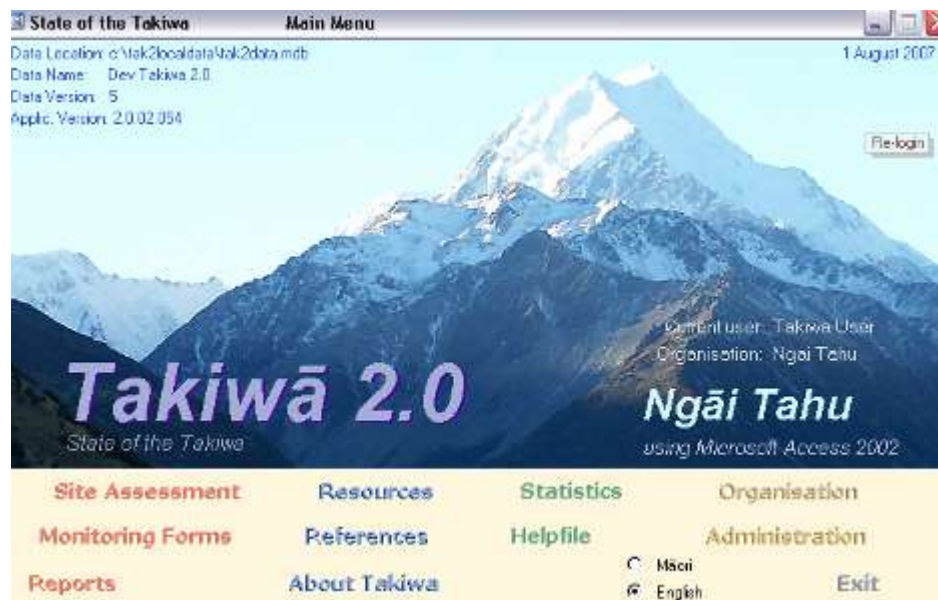 State of the Takiwa Main Menu
Data Location: c:\tak2localdata\tak2data.mdb
1 August 2007
Data Name: Dev Takiwa 2.0
Data Version: 5
Applic. Version: 2.0.02.054
Re-login
Current user: Takiwa User
Organisation: Ngai Tahu
Takiwā 2.0
Ngāi Tahu
State of the Takiwa
using Microsoft Access 2002
Site Assessment Resources Statistics Organisation
Monitoring Forms References Helpfile Administration
Māori
Reports About Takiwa English Exit